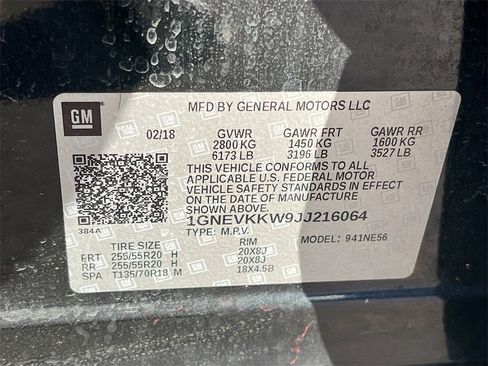 GM
MFD BY GENERAL MOTORS LLC
02/18 GVWR GAWR FRT GAWR RR
2800 KG 1450 KG 1600 KG
6173 LB 3196 LB 3527 LB
THIS VEHICLE CONFORMS TO ALL
APPLICABLE U.S. FEDERAL MOTOR
VEHICLE SAFETY STANDARDS IN EFFECT
ON THE DATE OF MANUFACTURE
SHOWN ABOVE.
1GNEVKKW9JJ216064
384A TYPE: M.P.V. MODEL: 941NE56
TIRE SIZE RIM
FRT 255/55R20 H 20X8J
RR 255/55R20 H 20X8J
SPA T135/70R18 M 18X4.5B